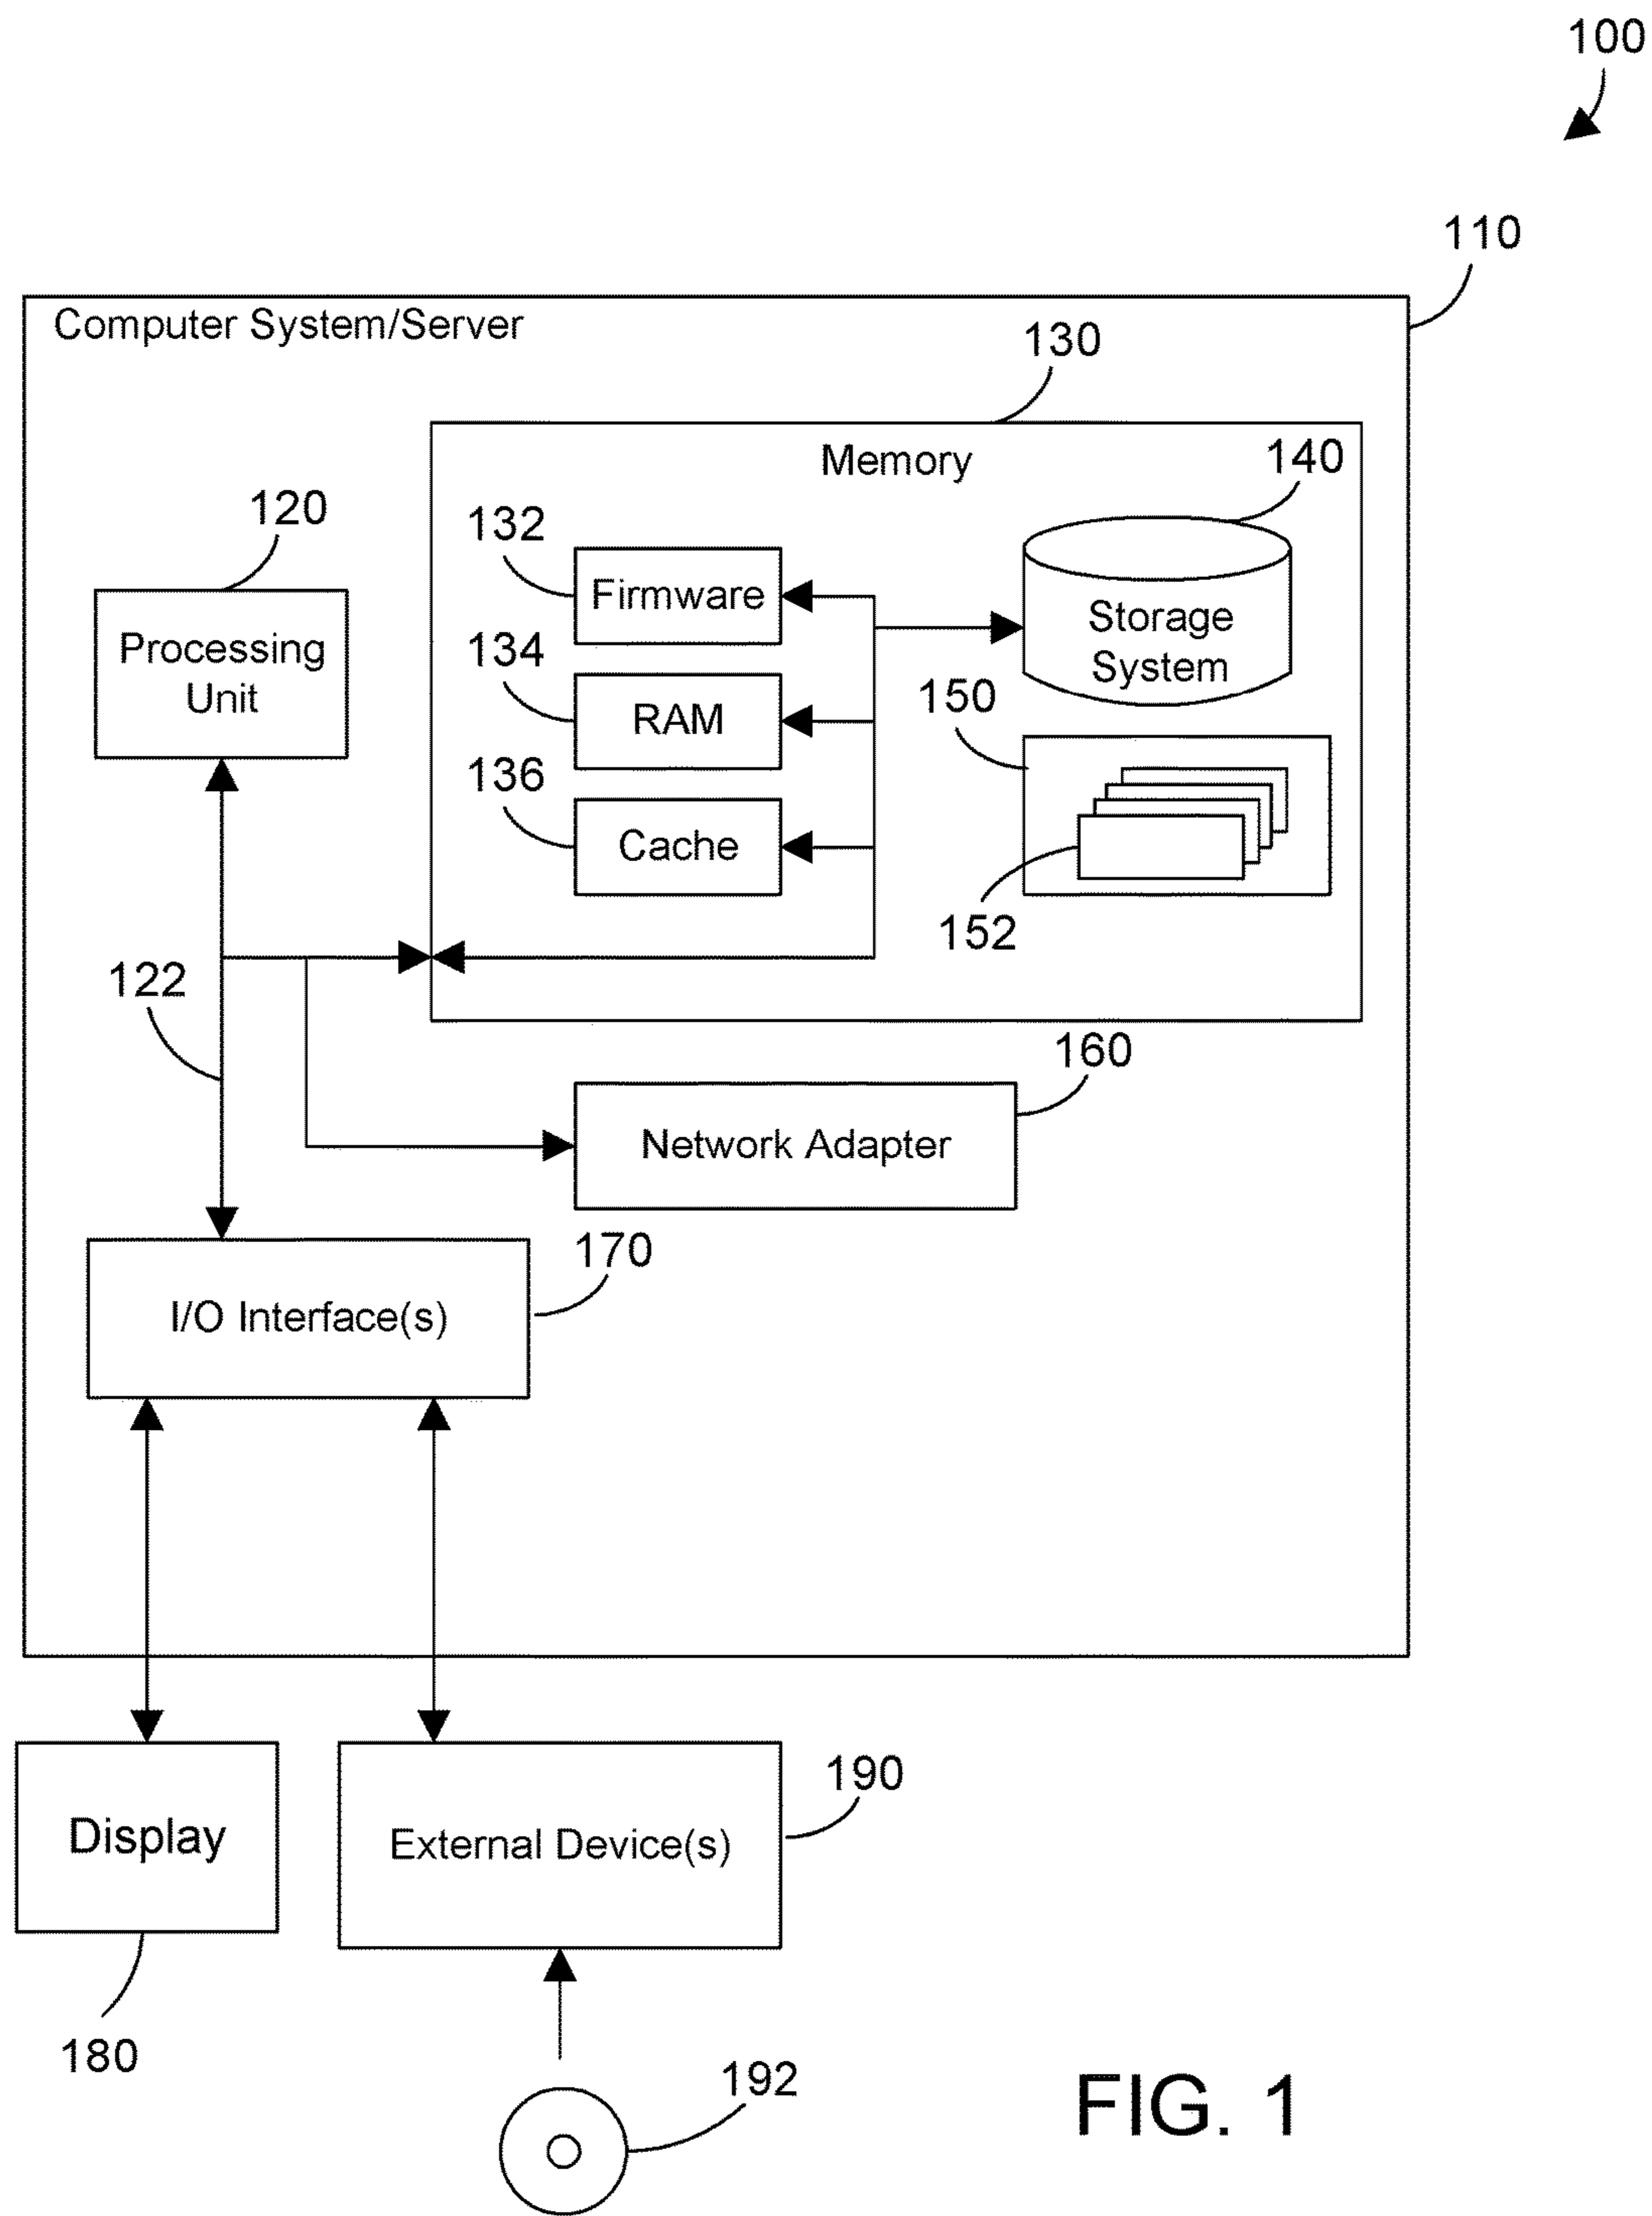 100
110
Computer System/Server
130
Memory
140
120
132
Firmware
Storage
System
Processing
Unit
134
RAM
150
136
Cache
152
122
160
Network Adapter
170
I/O Interface(s)
190
Display
External Device(s)
180
192
FIG. 1